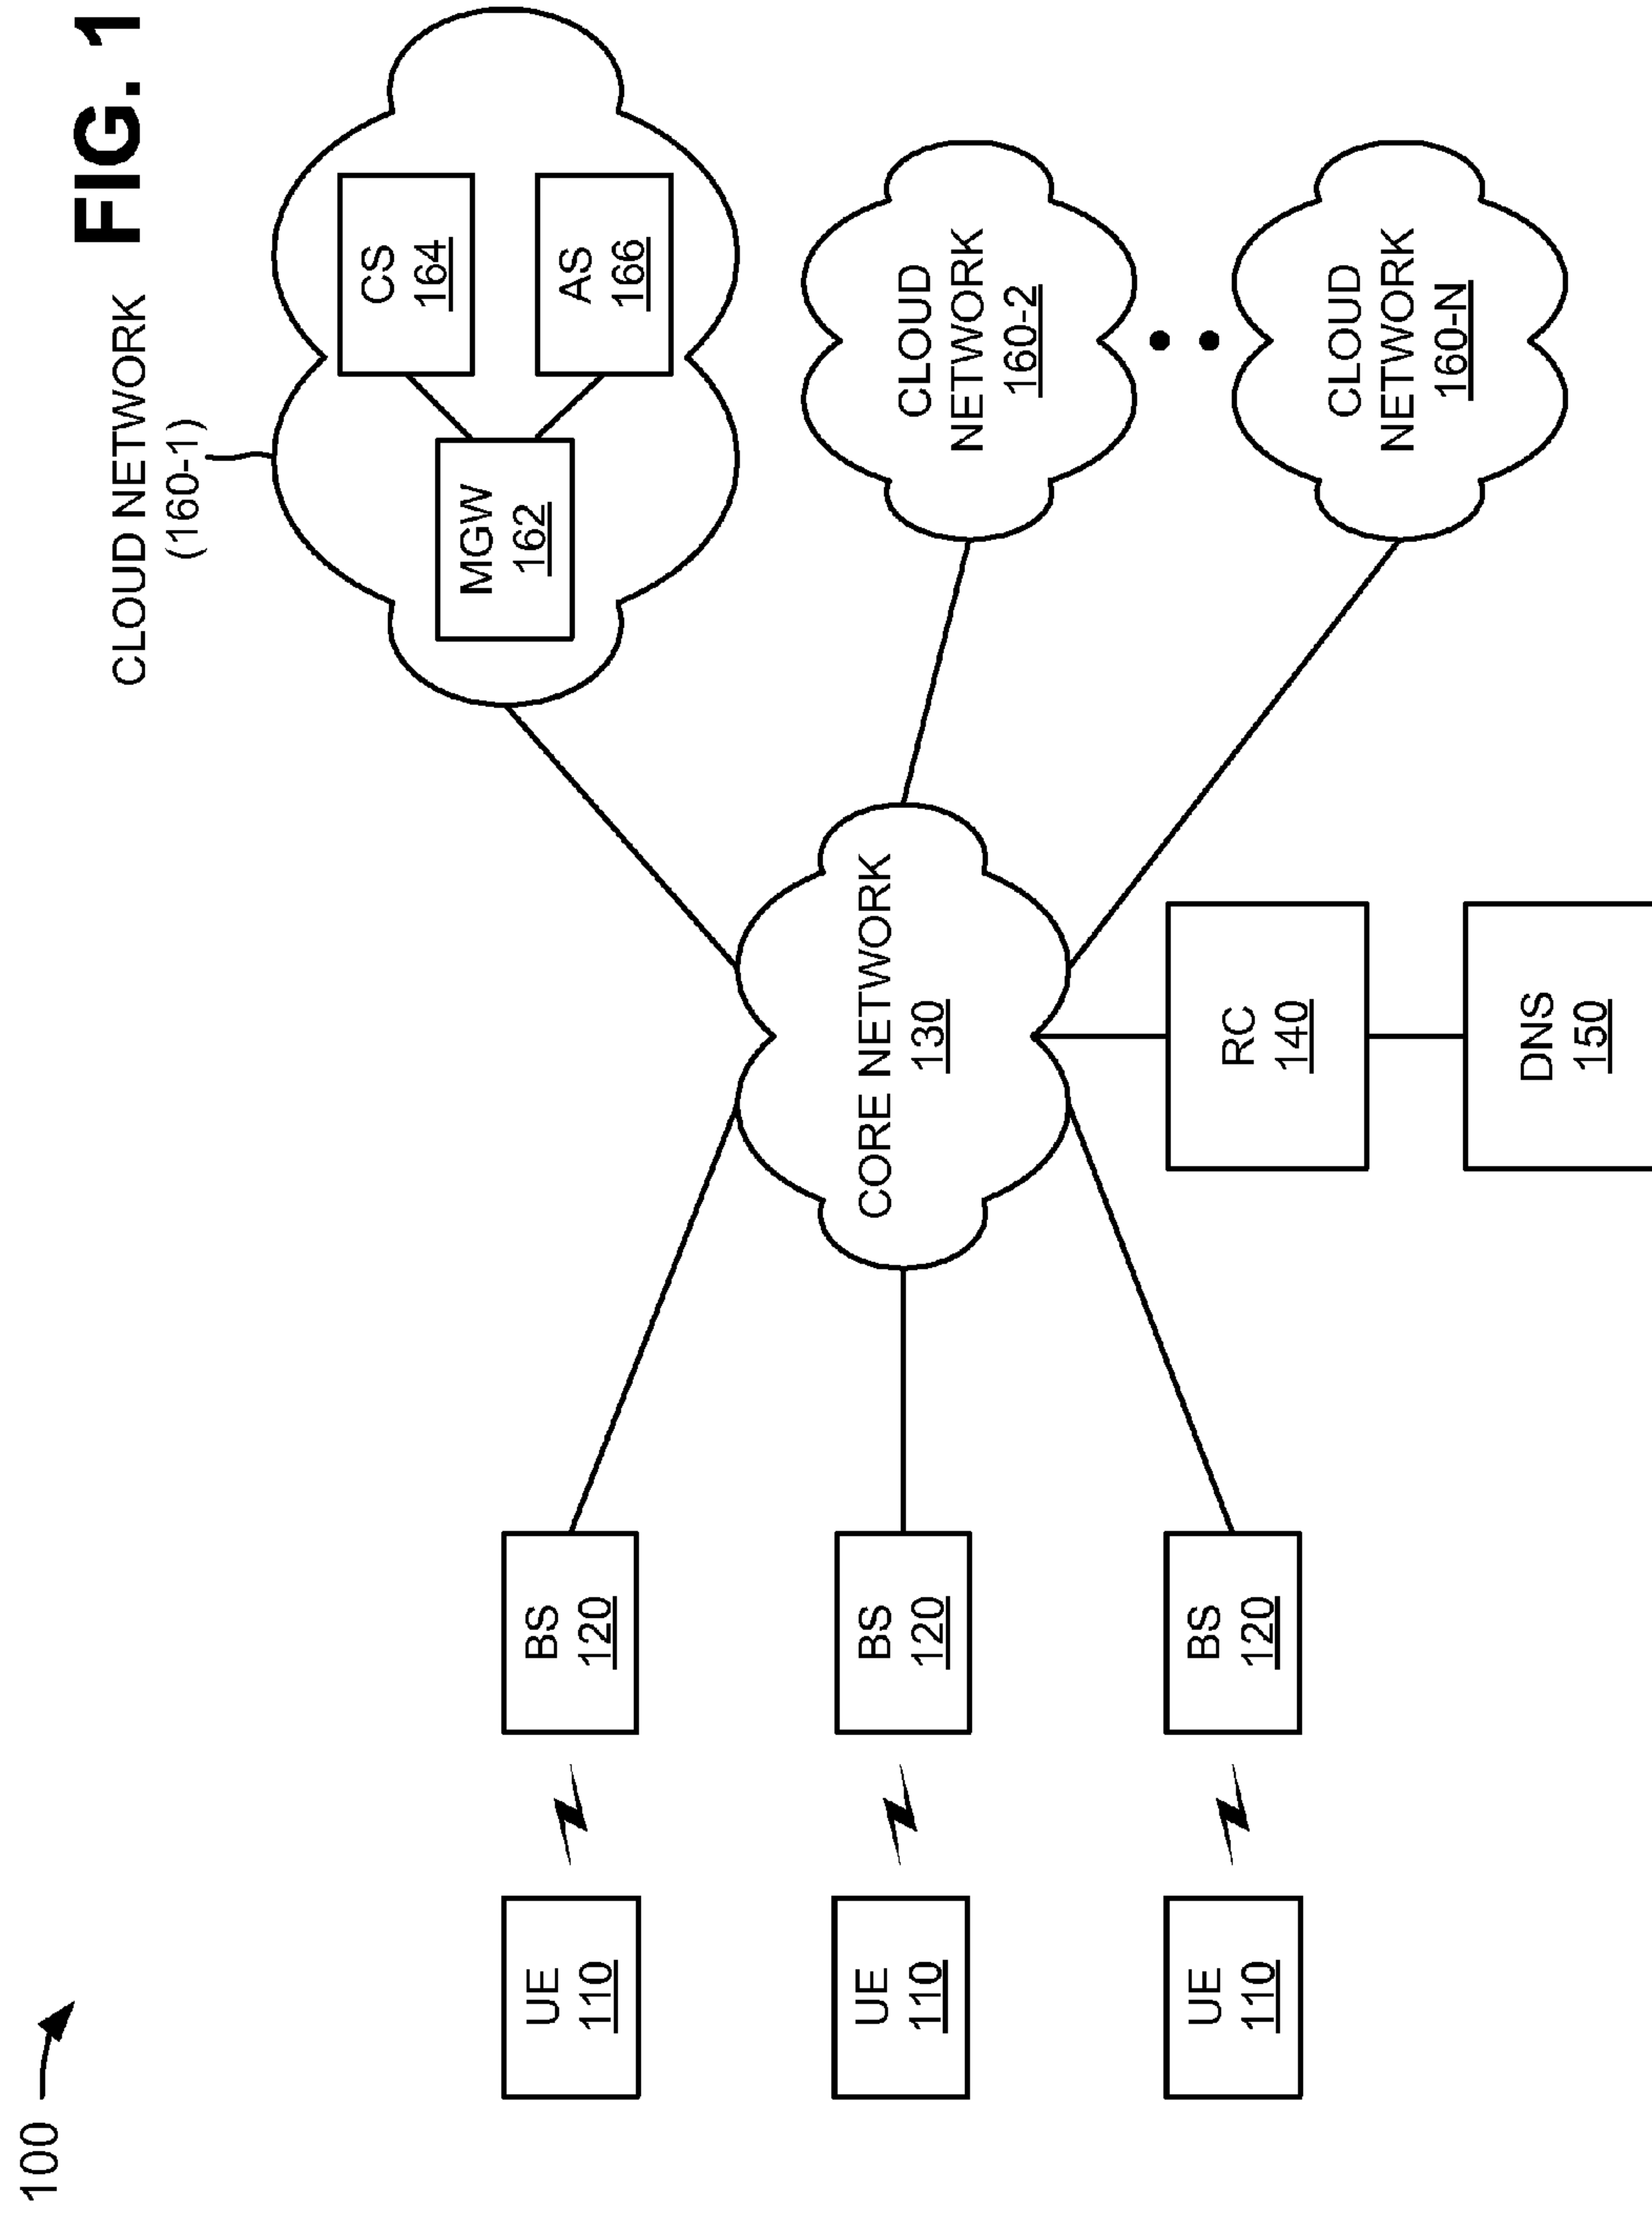 100
FIG. 1
CLOUD NETWORK
(160-1)
MGW
162
CS
164
AS
166
UE
110
BS
120
UE
110
BS
120
UE
110
BS
120
CORE NETWORK
130
CLOUD
NETWORK
160-2
CLOUD
NETWORK
160-N
RC
140
DNS
150